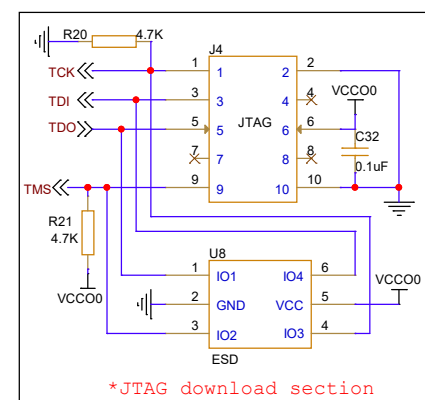 R20 4.7K
J4
TCK 1 1 2 2
VCCO0
TDI 3 3 4 4
TDO 5 5 JTAG 6 6
C32
7 7 8 8
0.1uF
TMS 9 9 10 10
R21
4.7K
U8
VCCO0
1 IO1 IO4 6
VCCO0
2 GND VCC 5
3 IO2 IO3 4
ESD
*JTAG download section